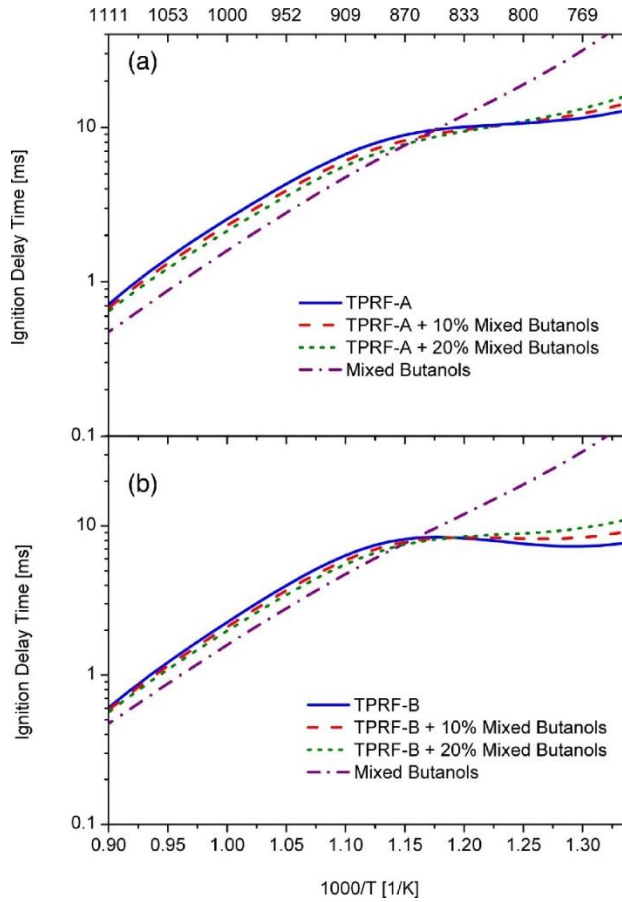 1111 1053 1000 952 909 870 833 800 769
(a)
10
1
0.1
Ignition Delay Time [ms]
TPRF-A
TPRF-A + 10% Mixed Butanols
TPRF-A + 20% Mixed Butanols
Mixed Butanols
(b)
10
1
0.1
Ignition Delay Time [ms]
TPRF-B
TPRF-B + 10% Mixed Butanols
TPRF-B + 20% Mixed Butanols
Mixed Butanols
0.90 0.95 1.00 1.05 1.10 1.15 1.20 1.25 1.30
1000/T [1/K]